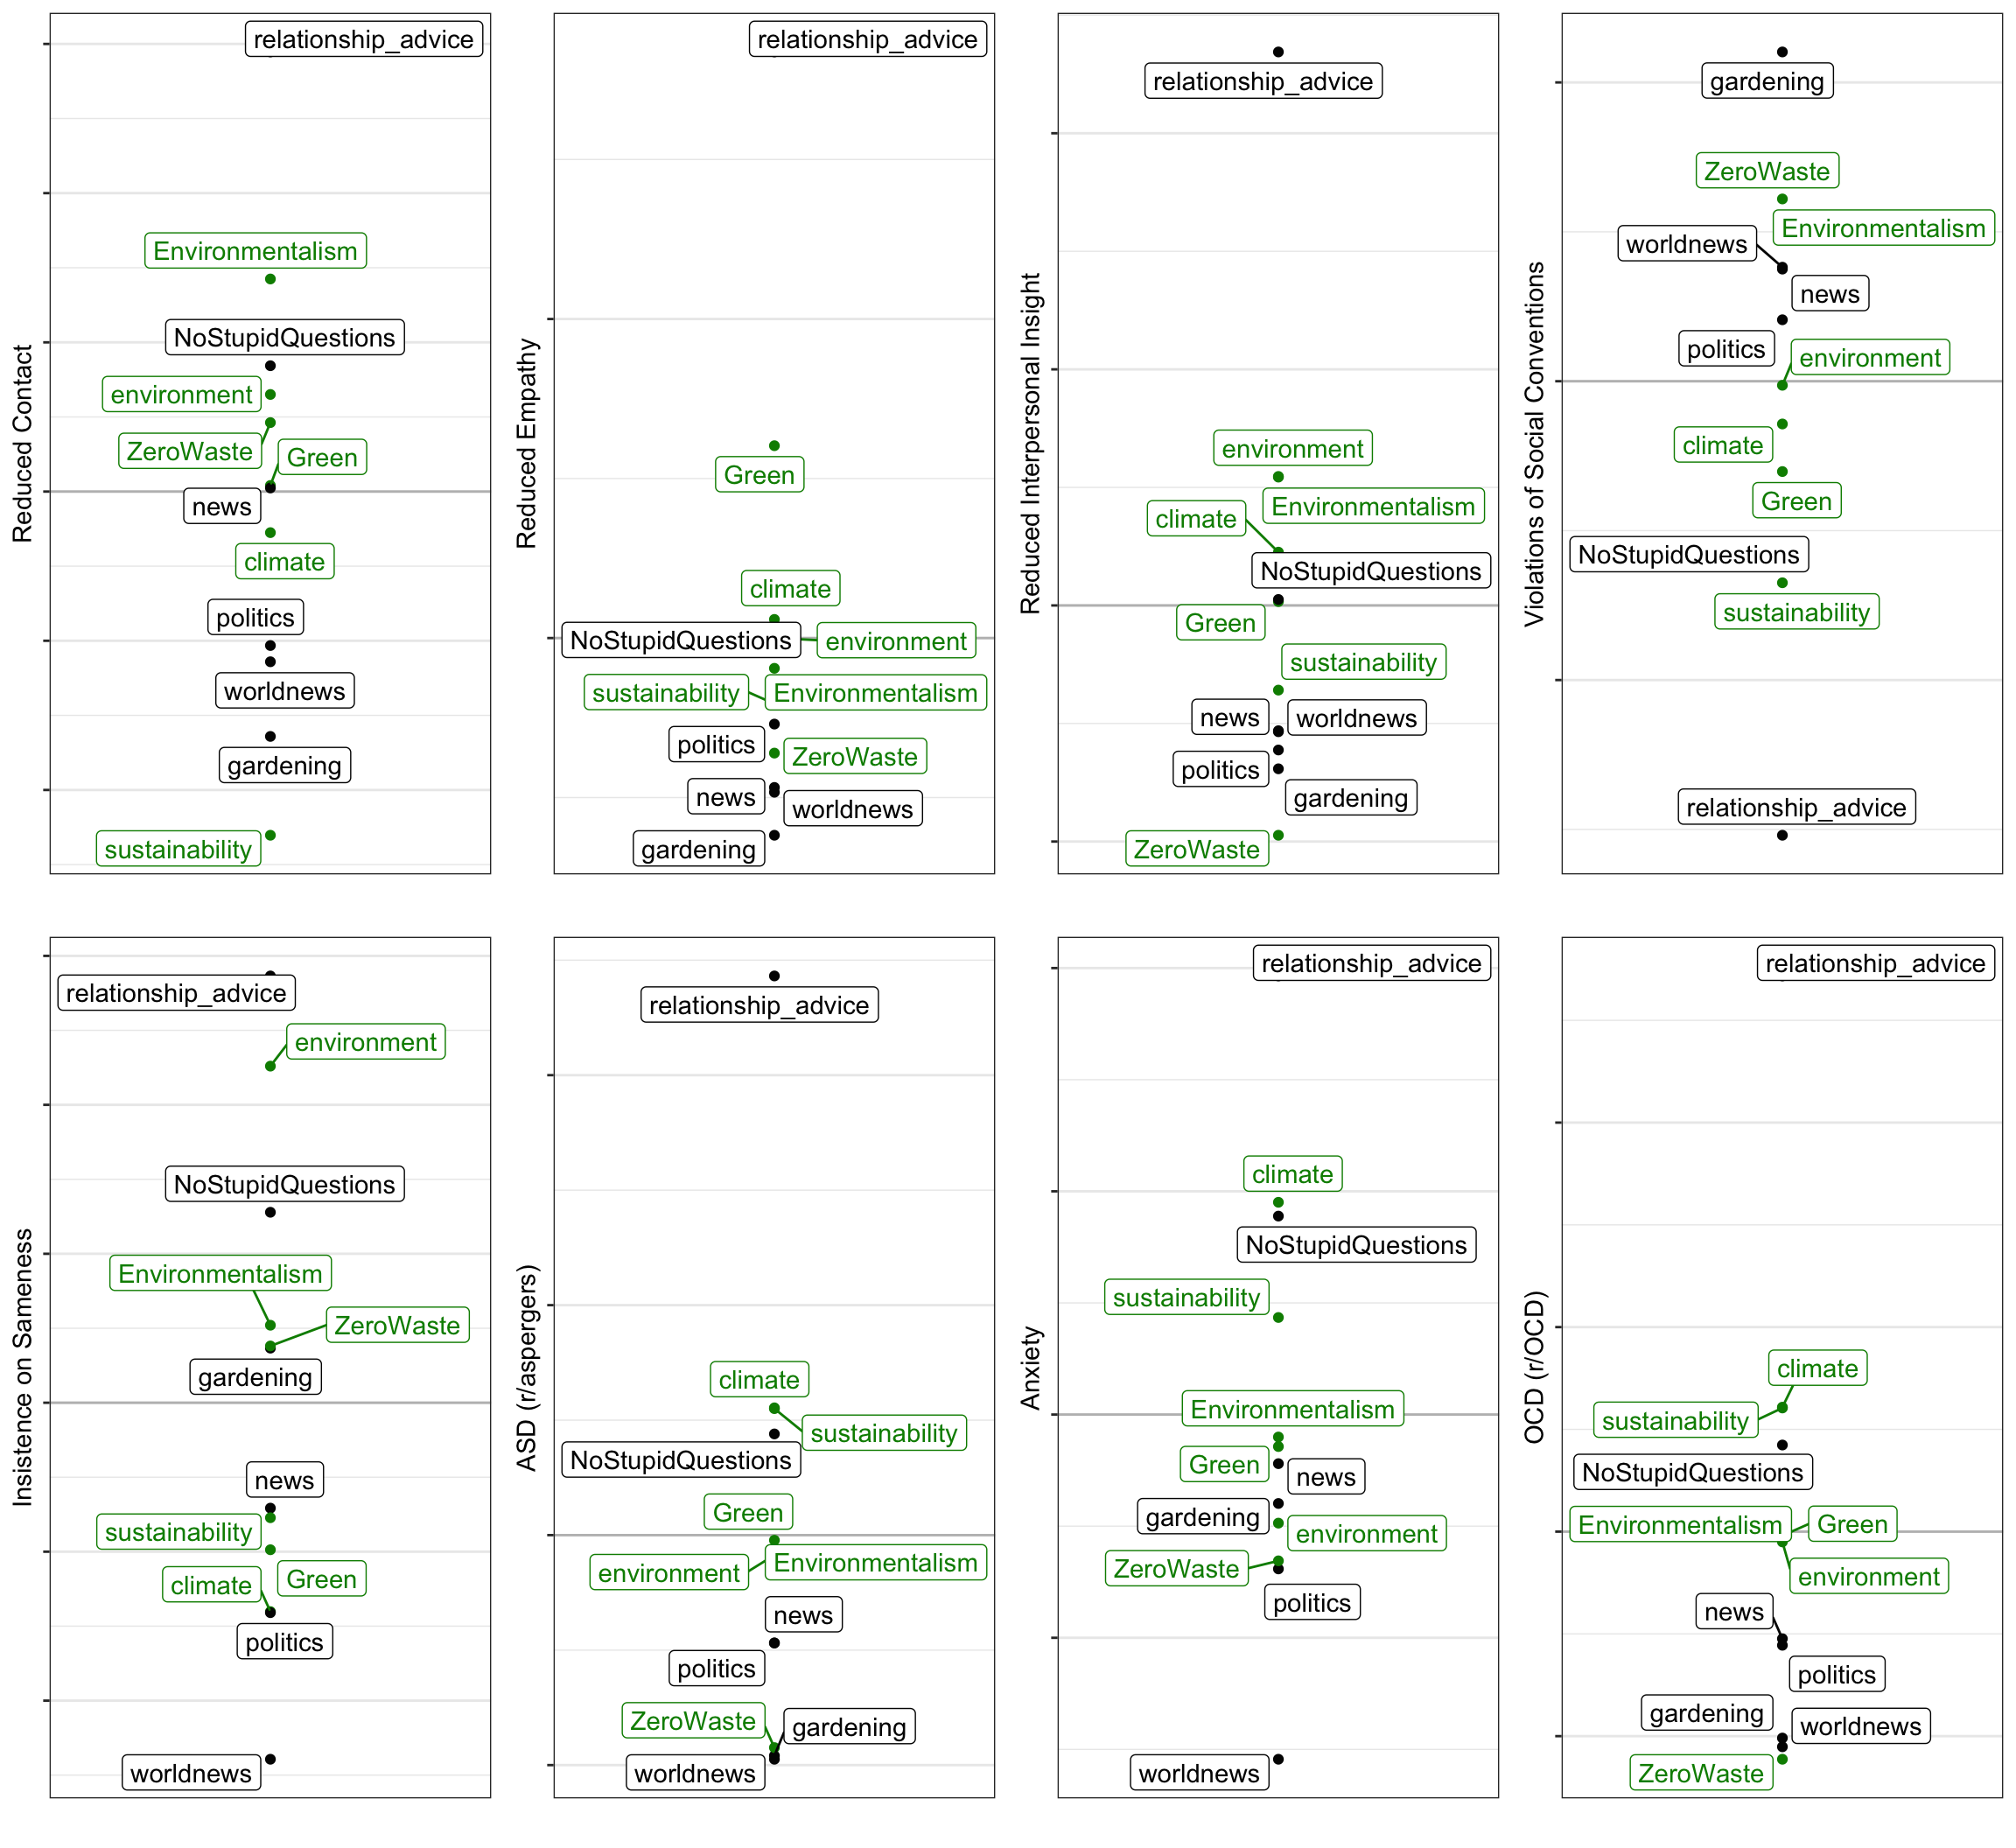 Reduced Contact
relationship_advice
Environmentalism
NoStupidQuestions
environment
ZeroWaste
Green
news
climate
politics
worldnews
gardening
sustainability
Reduced Empathy
relationship_advice
Green
climate
NoStupidQuestions
environment
sustainability
Environmentalism
politics
ZeroWaste
news
worldnews
gardening
Reduced Interpersonal Insight
relationship_advice
environment
Environmentalism
climate
NoStupidQuestions
Green
sustainability
news
worldnews
politics
gardening
ZeroWaste
Violations of Social Conventions
gardening
ZeroWaste
Environmentalism
worldnews
news
politics
environment
climate
Green
NoStupidQuestions
sustainability
relationship_advice
Insistence on Sameness
relationship_advice
environment
NoStupidQuestions
Environmentalism
ZeroWaste
gardening
news
sustainability
Green
climate
politics
worldnews
ASD (r/aspergers)
relationship_advice
climate
sustainability
NoStupidQuestions
Green
Environmentalism
environment
news
politics
ZeroWaste
gardening
worldnews
Anxiety
relationship_advice
climate
NoStupidQuestions
sustainability
Environmentalism
Green
news
gardening
environment
ZeroWaste
politics
worldnews
OCD (r/OCD)
relationship_advice
climate
sustainability
NoStupidQuestions
Environmentalism
Green
environment
news
politics
gardening
worldnews
ZeroWaste